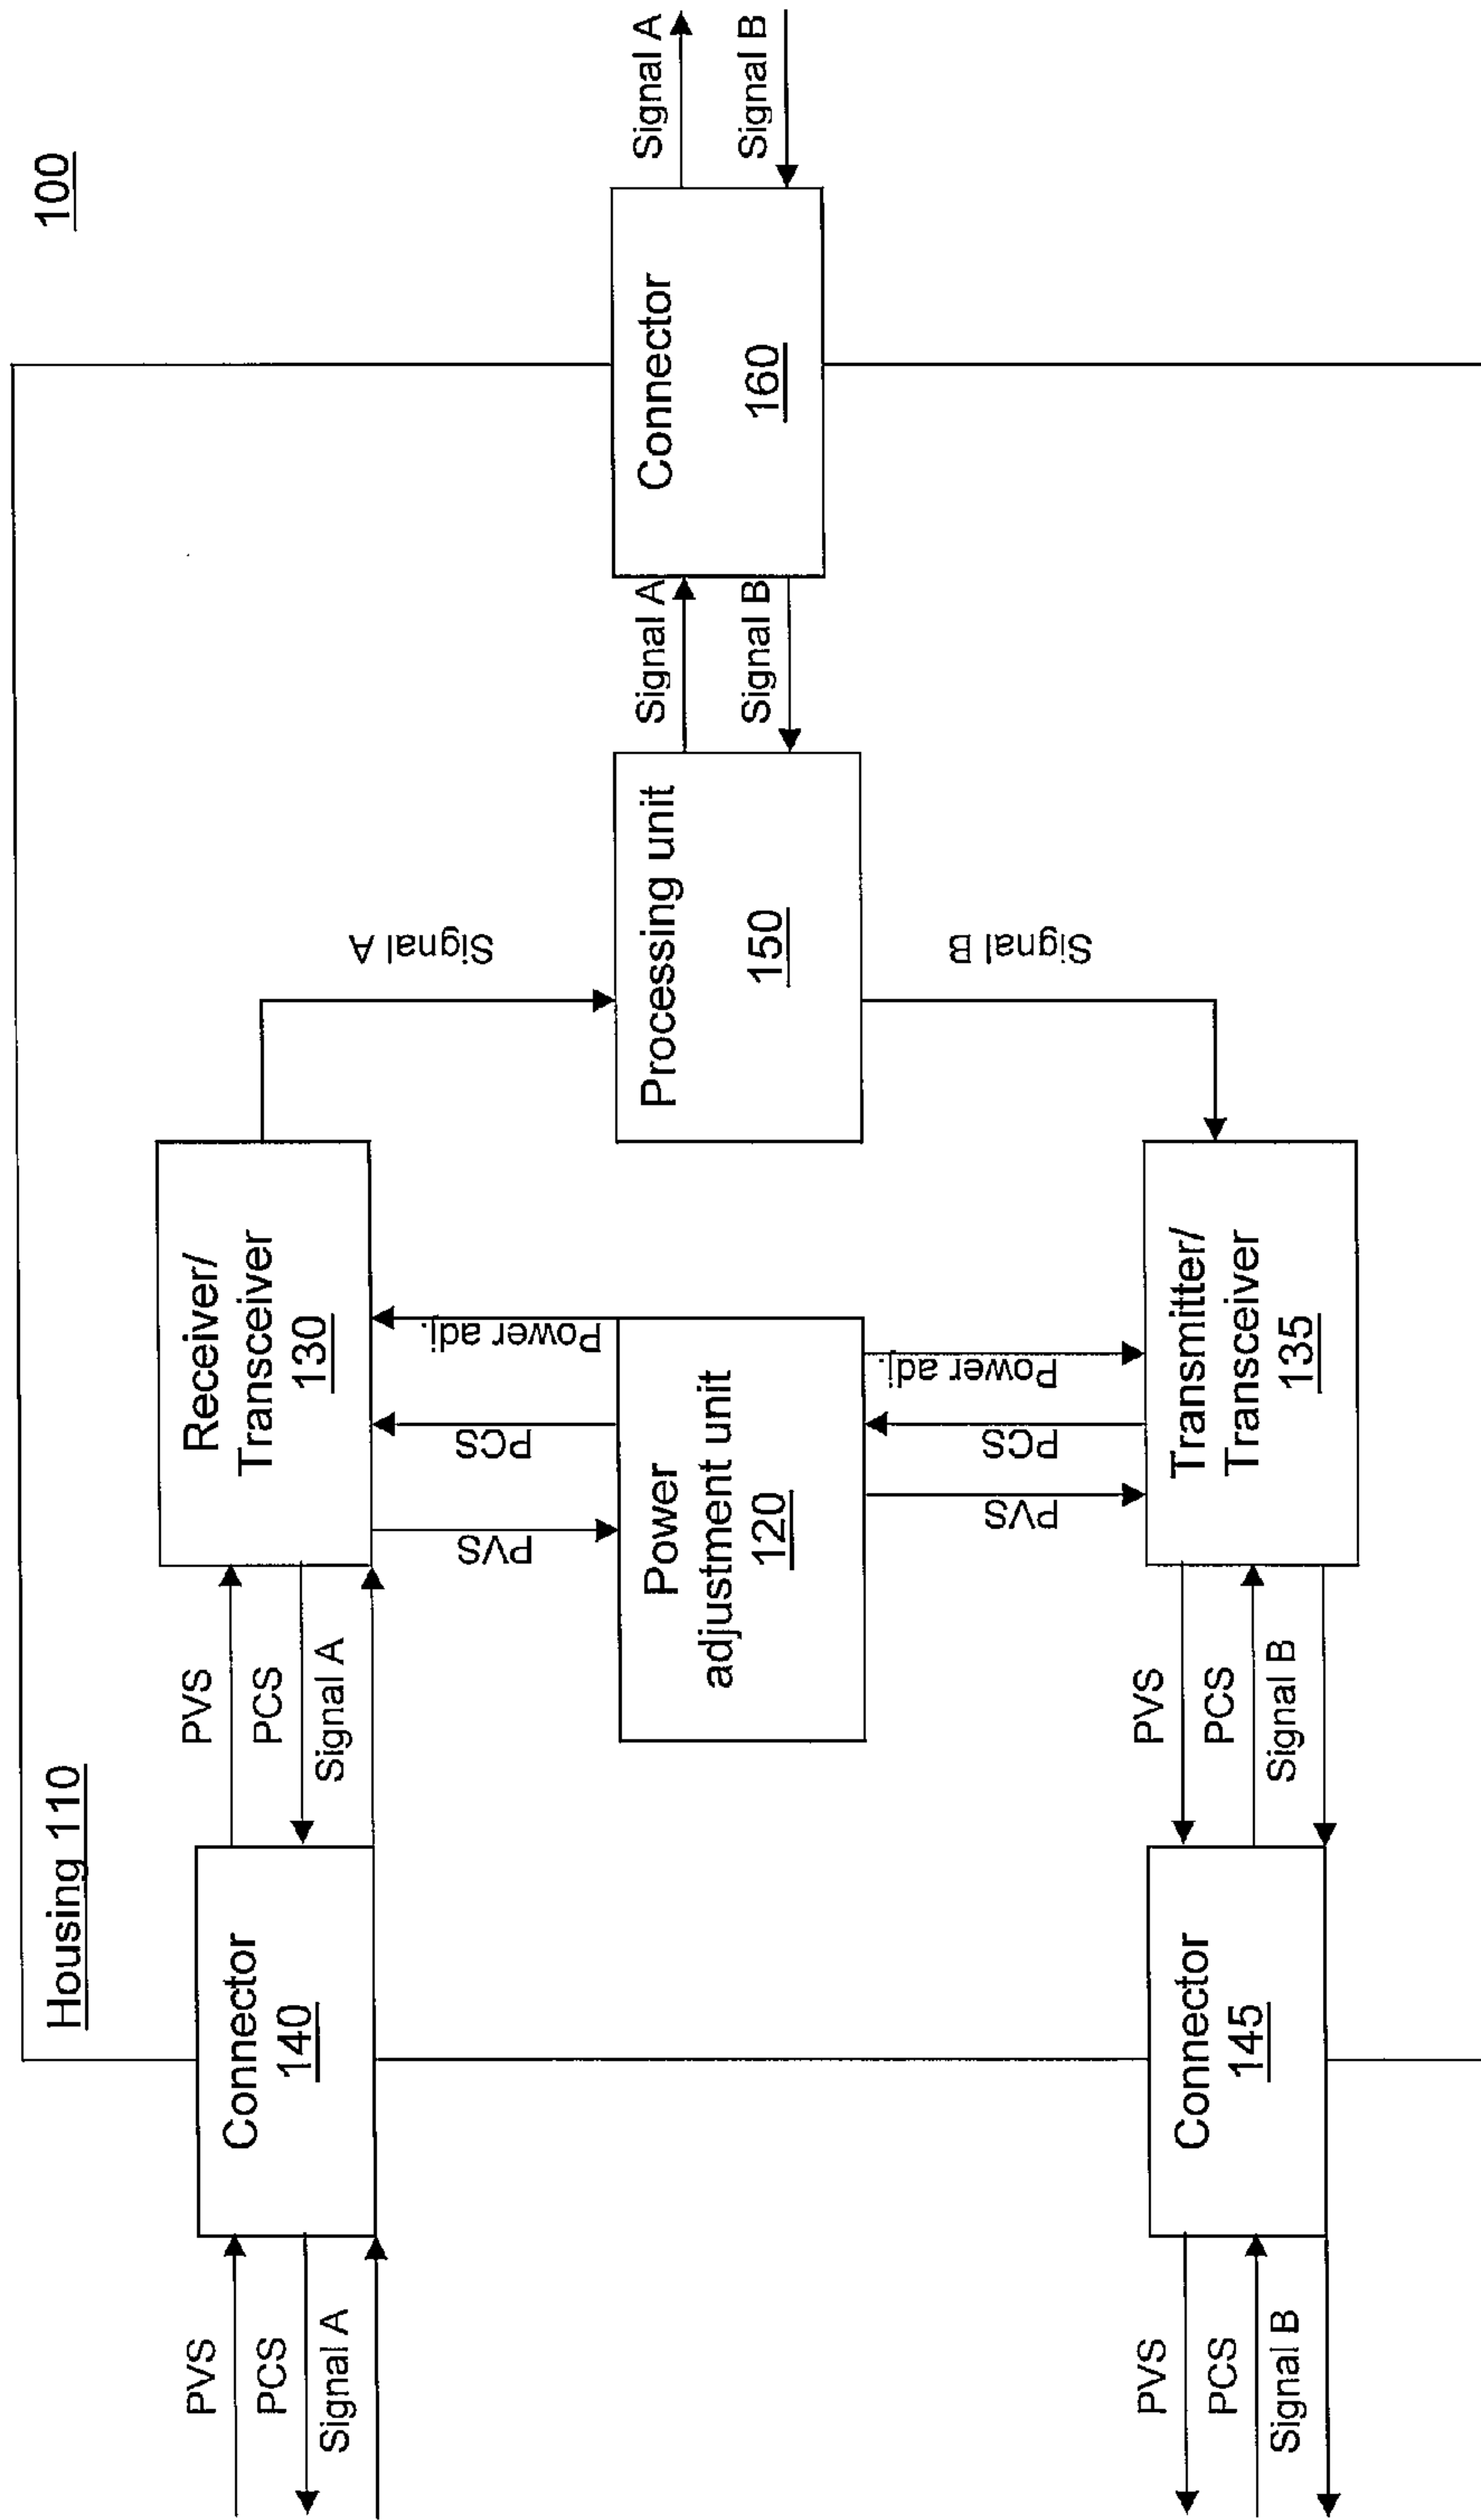 100
Housing 110
PVS
PCS
Signal A
Connector
140
PVS
PCS
Signal A
Receiver/
Transceiver
130
Signal A
PVS
PCS
Power adj.
Power
adjustment unit
120
Processing unit
150
Signal A
Signal B
Connector
160
Signal A
Signal B
PVS
PCS
Power adj.
Signal B
PVS
PCS
Signal B
Connector
145
PVS
PCS
Signal B
Transmitter/
Transceiver
135